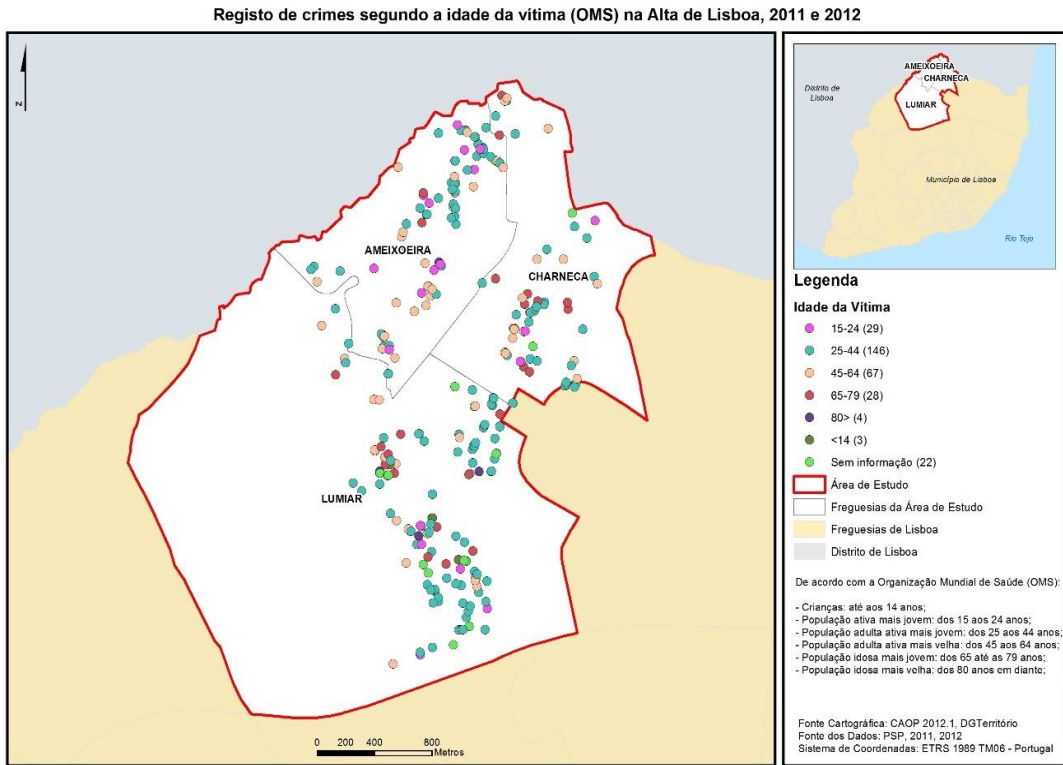 Registo de crimes segundo a idade da vítima (OMS) na Alta de Lisboa, 2011 e 2012
N
AMEIXOEIRA
CHARNECA
LUMIAR
0 200 400 800
Metros
AMEIXOEIRA
CHARNECA
Distrito de
Lisboa
LUMIAR
Município de Lisboa
Rio Tejo
Legenda
Idade da Vítima
15-24 (29)
25-44 (146)
45-64 (67)
65-79 (28)
80> (4)
<14 (3)
Sem informação (22)
Área de Estudo
Freguesias da Área de Estudo
Freguesias de Lisboa
Distrito de Lisboa
De acordo com a Organização Mundial de Saúde (OMS):
- Crianças: até aos 14 anos;
- População ativa mais jovem: dos 15 aos 24 anos;
- População adulta ativa mais jovem: dos 25 aos 44 anos;
- População adulta ativa mais velha: dos 45 aos 64 anos;
- População idosa mais jovem: dos 65 até as 79 anos;
- População idosa mais velha: dos 80 anos em diante;
Fonte Cartográfica: CAOP 2012.1, DGTerritório
Fonte dos Dados: PSP, 2011, 2012
Sistema de Coordenadas: ETRS 1989 TM06 - Portugal